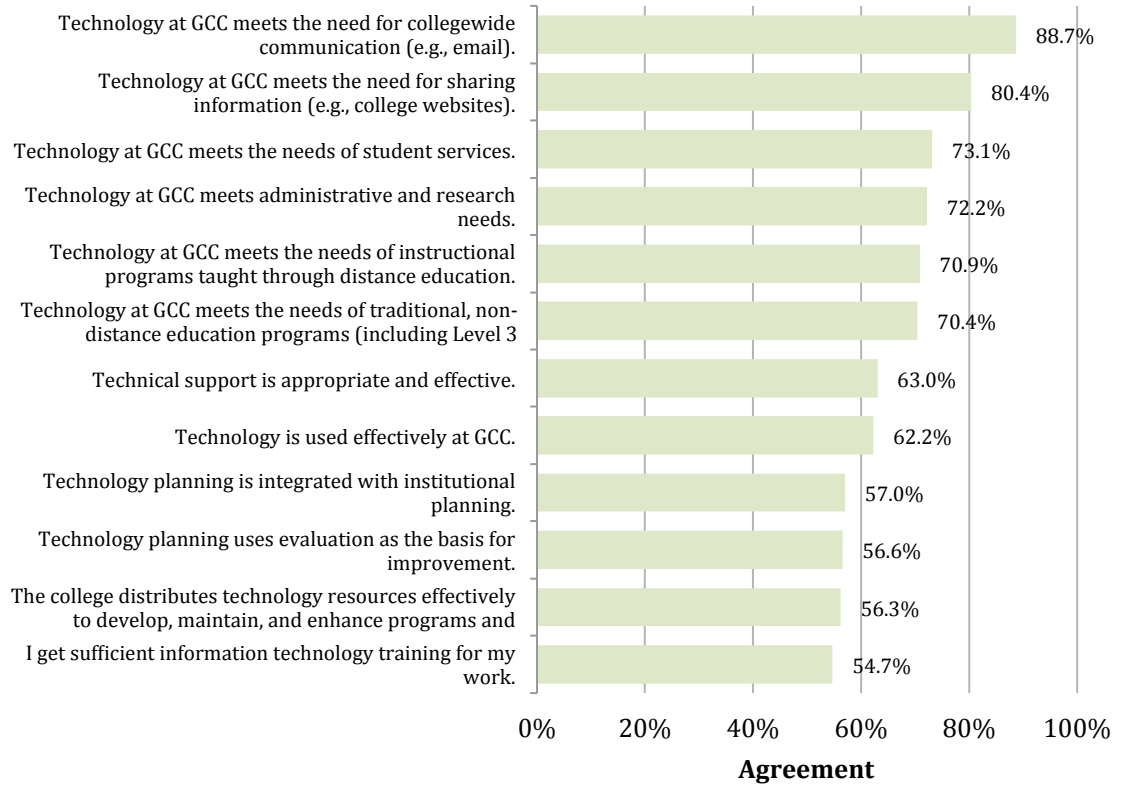 Technology at GCC meets the need for collegewide
communication (e.g., email).
88.7%
Technology at GCC meets the need for sharing
information (e.g., college websites).
80.4%
Technology at GCC meets the needs of student services.
73.1%
Technology at GCC meets administrative and research
needs.
72.2%
Technology at GCC meets the needs of instructional
programs taught through distance education.
70.9%
Technology at GCC meets the needs of traditional, non-
distance education programs (including Level 3
70.4%
Technical support is appropriate and effective.
63.0%
Technology is used effectively at GCC.
62.2%
Technology planning is integrated with institutional
planning.
57.0%
Technology planning uses evaluation as the basis for
improvement.
56.6%
The college distributes technology resources effectively
to develop, maintain, and enhance programs and
56.3%
I get sufficient information technology training for my
work.
54.7%
0% 20% 40% 60% 80% 100%
Agreement